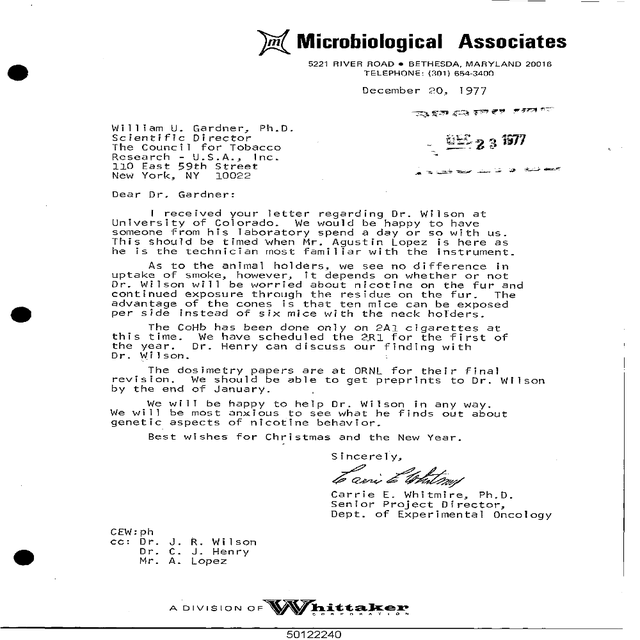 m Microbiological Associates
5221 RIVER ROAD • BETHESDA, MARYLAND 20016
TELEPHONE: (301) 654-3400
December 20, 1977
DEC 23 1977
William U. Gardner, Ph.D.
Scientific Director
The Council for Tobacco
Research - U.S.A., Inc.
110 East 59th Street
New York, NY 10022
Dear Dr. Gardner:
I received your letter regarding Dr. Wilson at
University of Colorado. We would be happy to have
someone from his laboratory spend a day or so with us.
This should be timed when Mr. Agustin Lopez is here as
he is the technician most familiar with the instrument.
As to the animal holders, we see no difference in
uptake of smoke, however, it depends on whether or not
Dr. Wilson will be worried about nicotine on the fur and
continued exposure through the residue on the fur. The
advantage of the cones is that ten mice can be exposed
per side instead of six mice with the neck holders.
The CoHb has been done only on 2A1 cigarettes at
this time. We have scheduled the 2R1 for the first of
the year. Dr. Henry can discuss our finding with
Dr. Wilson.
The dosimetry papers are at ORNL for their final
revision. We should be able to get preprints to Dr. Wilson
by the end of January.
We will be happy to help Dr. Wilson in any way.
We will be most anxious to see what he finds out about
genetic aspects of nicotine behavior.
Best wishes for Christmas and the New Year.
Sincerely,
Carrie E Whitmire
Carrie E. Whitmire, Ph.D.
Senior Project Director,
Dept. of Experimental Oncology
CEW:ph
cc: Dr. J. R. Wilson
Dr. C. J. Henry
Mr. A. Lopez
A DIVISION OF Whittaker
CORPORATION
50122240